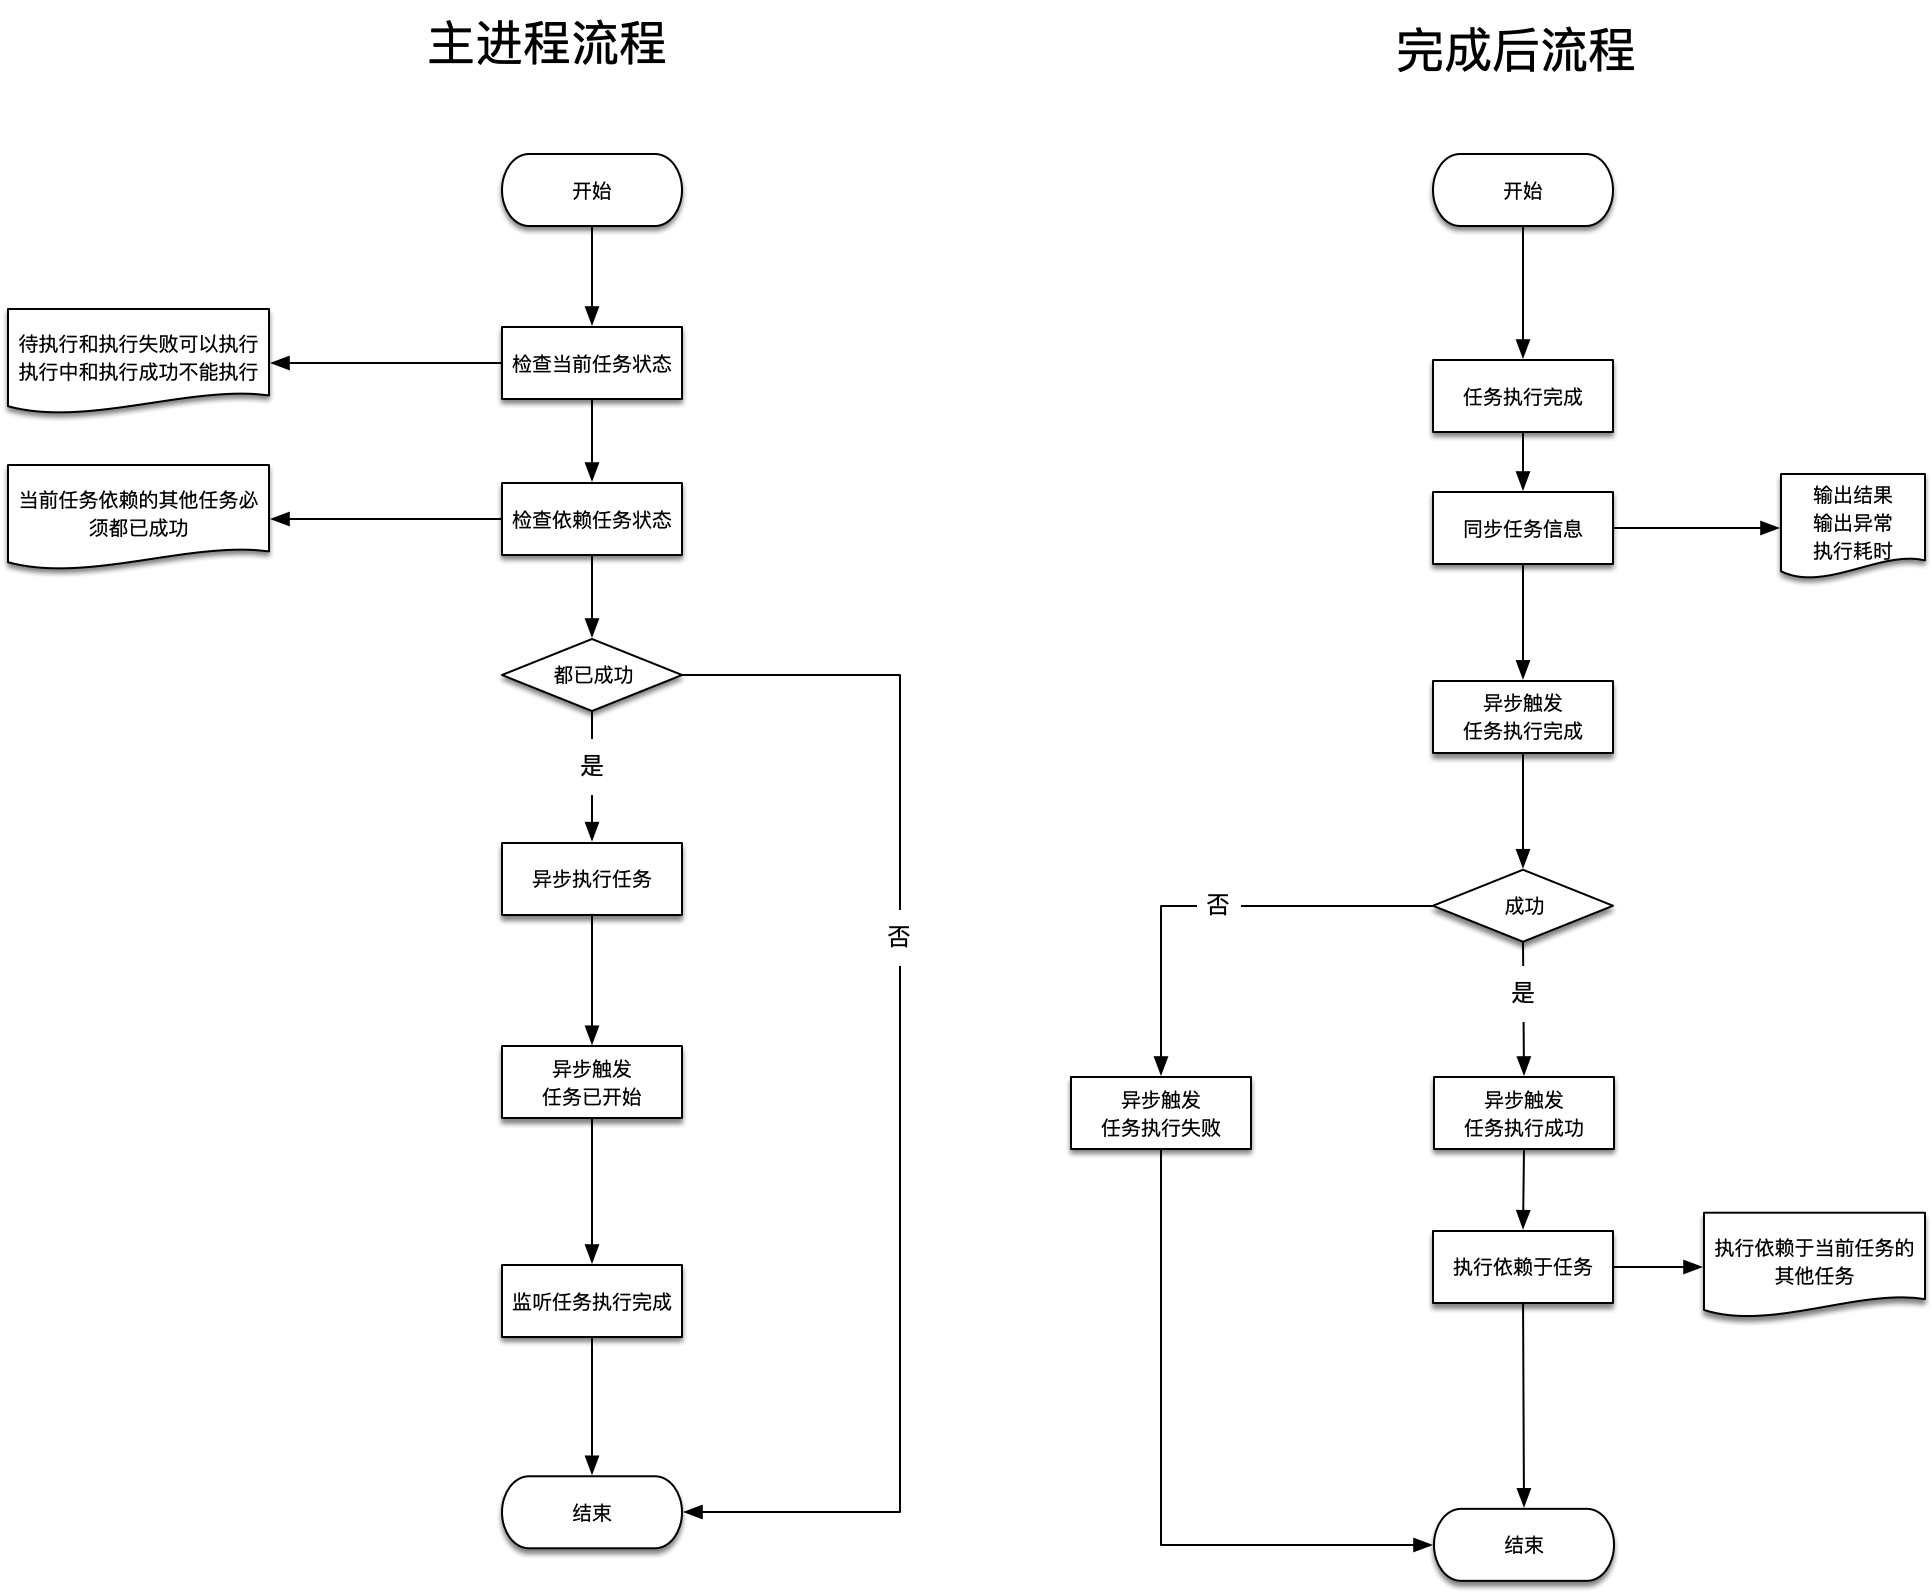 主进程流程
开始
检查当前任务状态
待执行和执行失败可以执行
执行中和执行成功不能执行
检查依赖任务状态
当前任务依赖的其他任务必
须都已成功
都已成功
是
否
异步执行任务
异步触发
任务已开始
监听任务执行完成
结束
完成后流程
开始
任务执行完成
同步任务信息
输出结果
输出异常
执行耗时
异步触发
任务执行完成
成功
否
是
异步触发
任务执行失败
异步触发
任务执行成功
执行依赖于任务
执行依赖于当前任务的
其他任务
结束